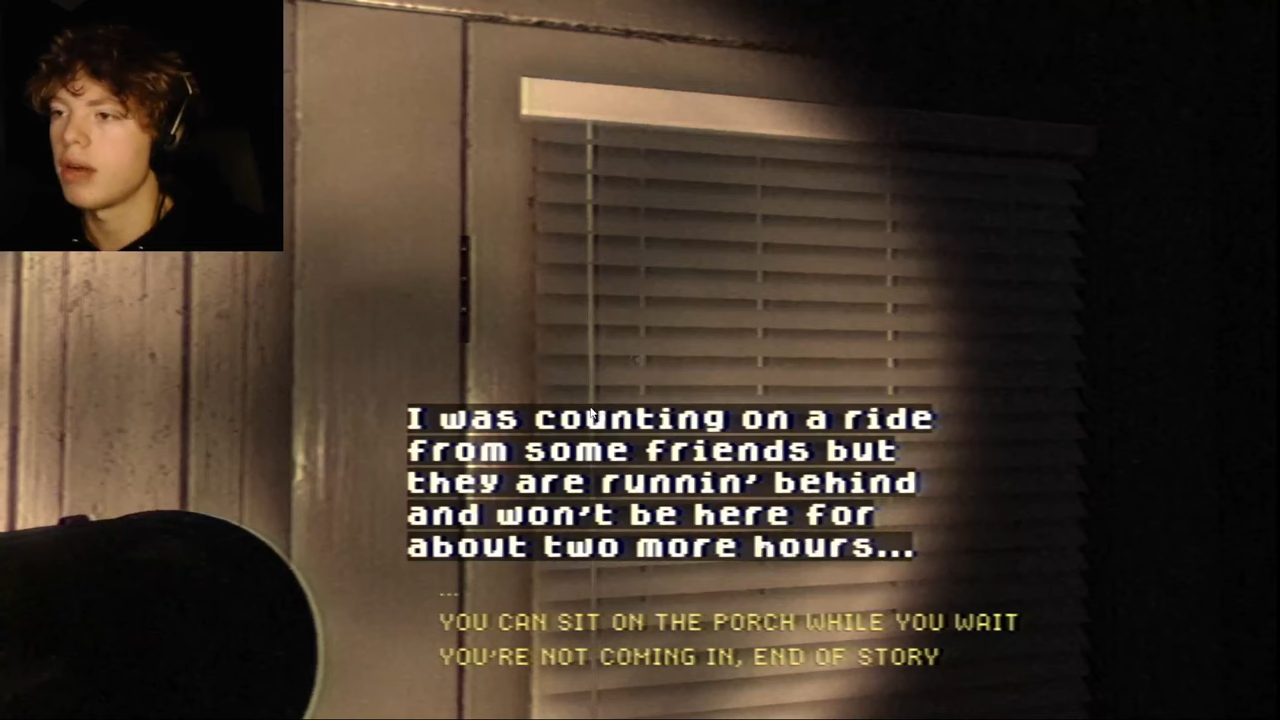 I was counting on a ride
from some friends but
they are runnin' behind
and won't be here for
about two more hours...
...
YOU CAN SIT ON THE PORCH WHILE YOU WAIT
YOU'RE NOT COMING IN, END OF STORY